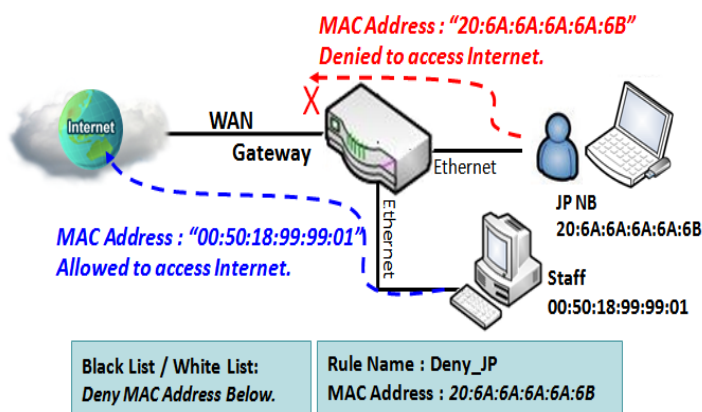 MAC Address : “20:6A:6A:6A:6A:6B”
Denied to access Internet.
Internet
WAN
Gateway
Ethernet
JP NB
20:6A:6A:6A:6A:6B
Ethernet
MAC Address : “00:50:18:99:99:01”
Allowed to access Internet.
Staff
00:50:18:99:99:01
Black List / White List:
Deny MAC Address Below.
Rule Name : Deny_JP
MAC Address : 20:6A:6A:6A:6A:6B